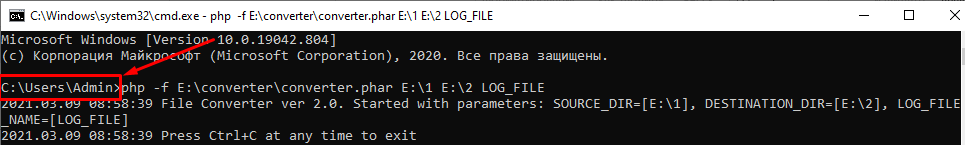 C:\Windows\system32\cmd.exe - php -f E:\converter\converter.phar E:\1 E:\2 LOG_FILE
Microsoft Windows [Version 10.0.19042.804]
(c) Корпорация Майкрософт (Microsoft Corporation), 2020. Все права защищены.
C:\Users\Admin>php -f E:\converter\converter.phar E:\1 E:\2 LOG_FILE
2021.03.09 08:58:39 File Converter ver 2.0. Started with parameters: SOURCE_DIR=[E:\1], DESTINATION_DIR=[E:\2], LOG_FILE
_NAME=[LOG_FILE]
2021.03.09 08:58:39 Press Ctrl+C at any time to exit